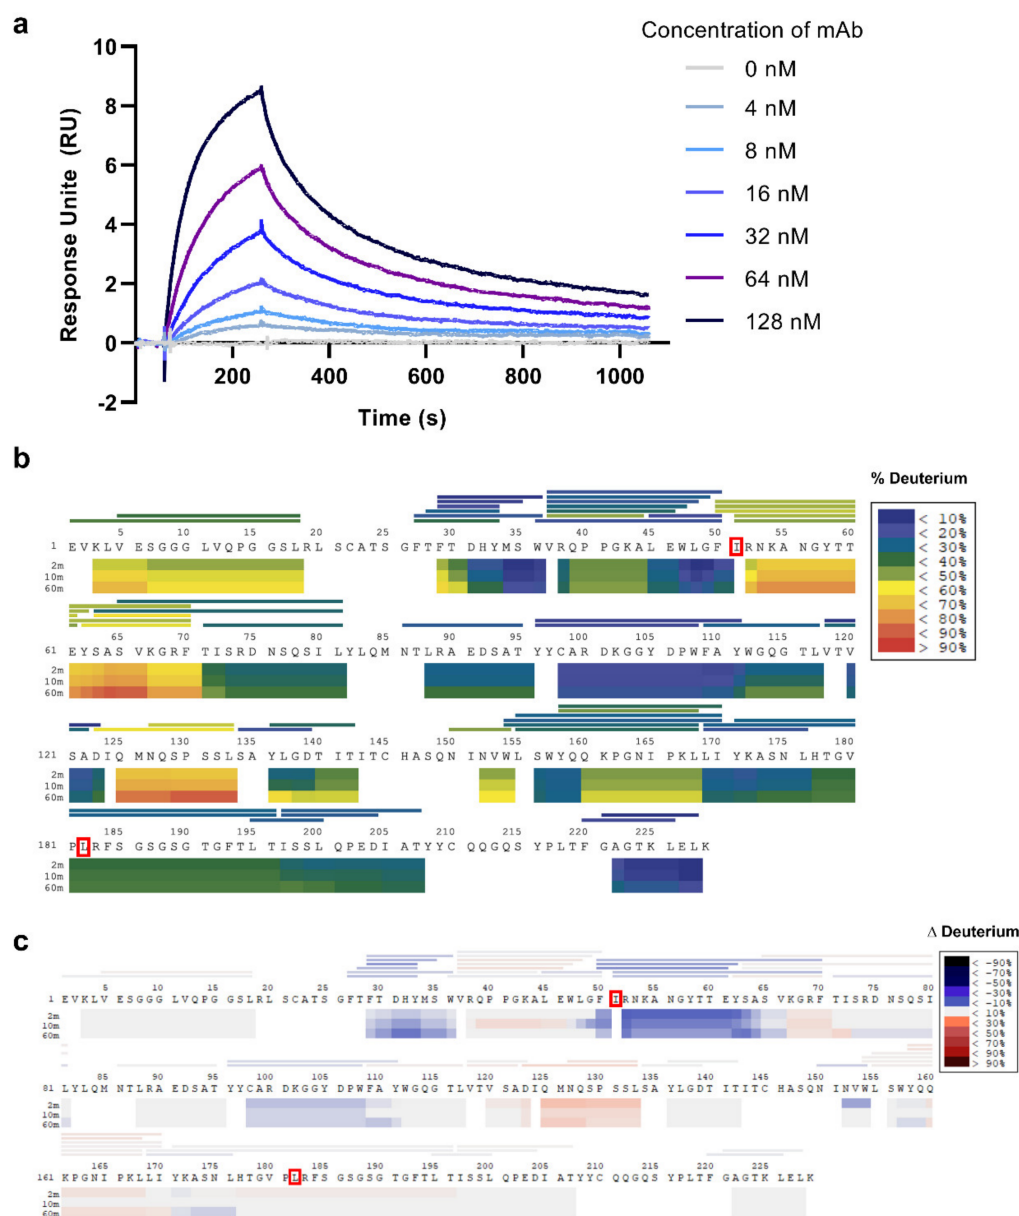 a
Concentration of mAb
0 nM
4 nM
8 nM
16 nM
32 nM
64 nM
128 nM
10
8
6
4
2
0
-2
Response Unite (RU)
200 400 600 800 1000
Time (s)
b
% Deuterium
< 10%
< 20%
< 30%
< 40%
< 50%
< 60%
< 70%
< 80%
< 90%
> 90%
5 10 15 20 25 30 35 40 45 50 55 60
1 EVKLV ESGGG LVQPG GSLRL SCATS GFTFT DHYMS WVRQP PGKAL EWLGF IRNKA NGYTT
2m
10m
60m
65 70 75 80 85 90 95 100 105 110 115 120
61 EYSAS VKGRF TISRD NSQSI LYLQM NTLRA EDSAT YYCAR DKGGY DPWFA YWGQG TLVTV
2m
10m
60m
125 130 135 140 145 150 155 160 165 170 175 180
121 SADIQ MNQSP SSLSA YLGDT ITITC HASQN INVWL SWYQQ KPGNI PKLLI YKASN LHTGV
2m
10m
60m
185 190 195 200 205 210 215 220 225
181 PLRFS GSGSG TGFTL TISSL QPEDI ATYYC QQGQS YPLTF GAGTK LELK
2m
10m
60m
c
Δ Deuterium
< -90%
< -70%
< -50%
< -30%
< -10%
< 10%
< 30%
< 50%
< 70%
< 90%
> 90%
5 10 15 20 25 30 35 40 45 50 55 60 65 70 75 80
1 EVKLV ESGGG LVQPG GSLRL SCATS GFTFT DHYMS WVRQP PGKAL EWLGF IRNKA NGYTT EYSAS VKGRF TISRD NSQSI
2m
10m
60m
85 90 95 100 105 110 115 120 125 130 135 140 145 150 155 160
81 LYLQM NTLRA EDSAT YYCAR DKGGY DPWFA YWGQG TLVTV SADIQ MNQSP SSLSA YLGDT ITITC HASQN INVWL SWYQQ
2m
10m
60m
165 170 175 180 185 190 195 200 205 210 215 220 225
161 KPGNI PKLLI YKASN LHTGV PLRFS GSGSG TGFTL TISSL QPEDI ATYYC QQGQS YPLTF GAGTK LELK
2m
10m
60m